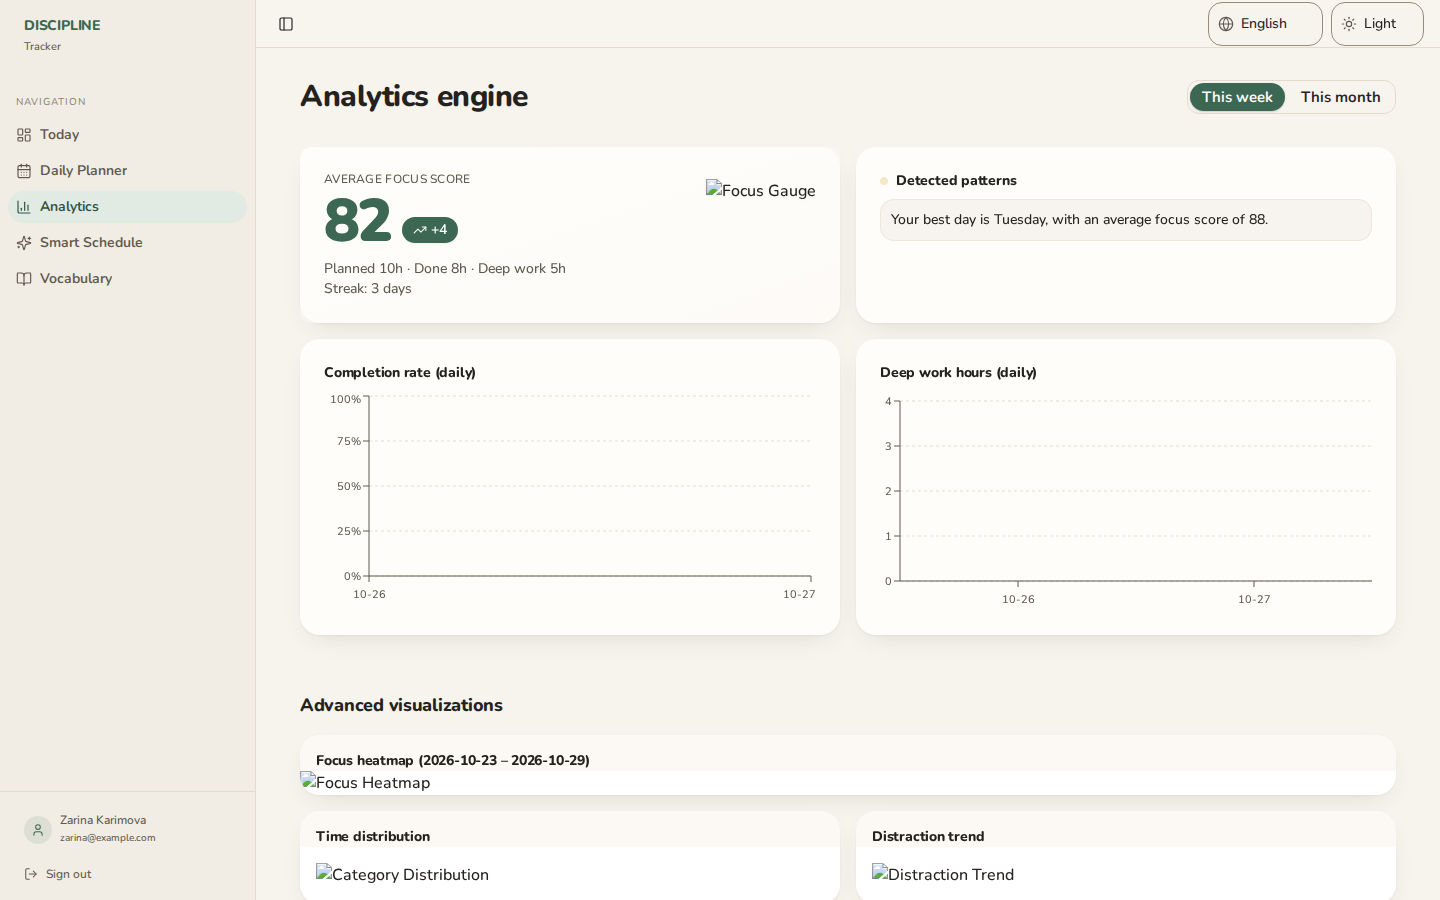 DISCIPLINE
Tracker
NAVIGATION
Today
Daily Planner
Analytics
Smart Schedule
Vocabulary
Zarina Karimova
zarina@example.com
Sign out
English
Light
Analytics engine
This week
This month
AVERAGE FOCUS SCORE
82
+4
Planned 10h · Done 8h · Deep work 5h
Streak: 3 days
Focus Gauge
Detected patterns
Your best day is Tuesday, with an average focus score of 88.
Completion rate (daily)
100%
75%
50%
25%
0%
10-26
10-27
Deep work hours (daily)
4
3
2
1
0
10-26
10-27
Advanced visualizations
Focus heatmap (2026-10-23 – 2026-10-29)
Focus Heatmap
Time distribution
Category Distribution
Distraction trend
Distraction Trend